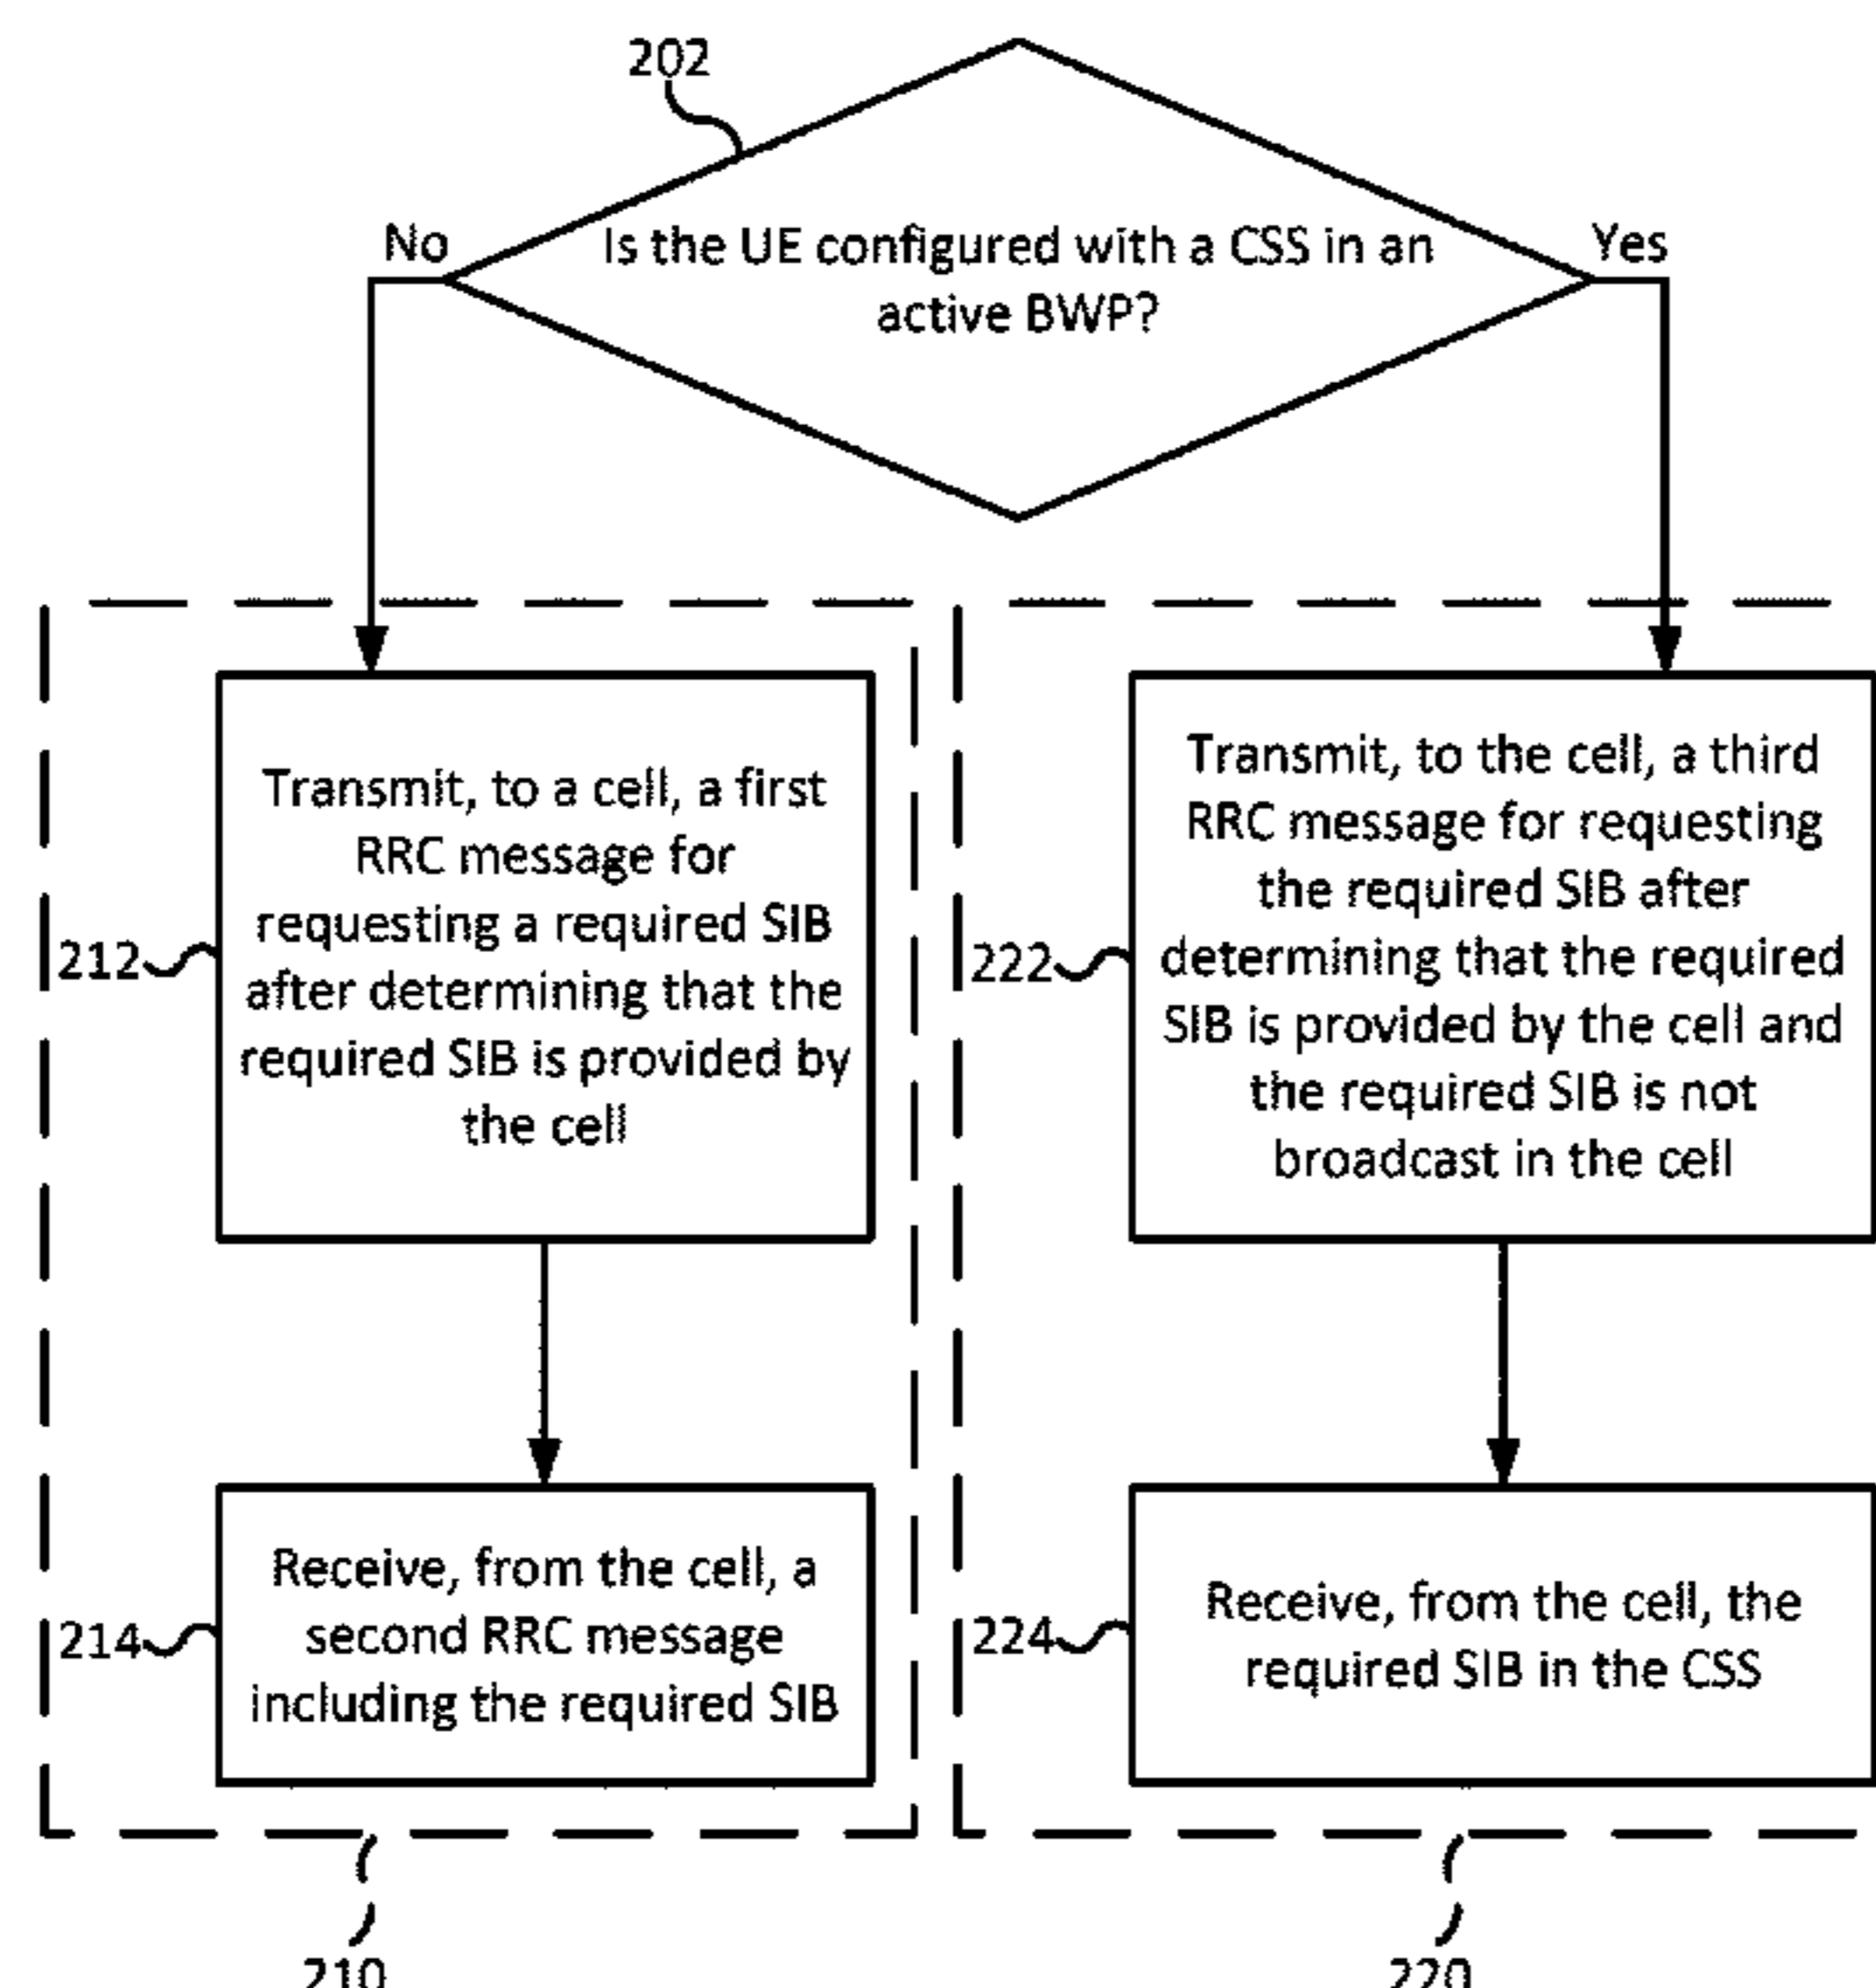 202
No
Yes
Is the UE configured with a CSS in an
active BWP?
Transmit, to a cell, a first
RRC message for
requesting a required SIB
after determining that the
required SIB is provided by
the cell
212
Transmit, to the cell, a third
RRC message for requesting
the required SIB after
determining that the required
SIB is provided by the cell and
the required SIB is not
broadcast in the cell
222
Receive, from the cell, a
second RRC message
including the required SIB
214
Receive, from the cell, the
required SIB in the CSS
224
210
220